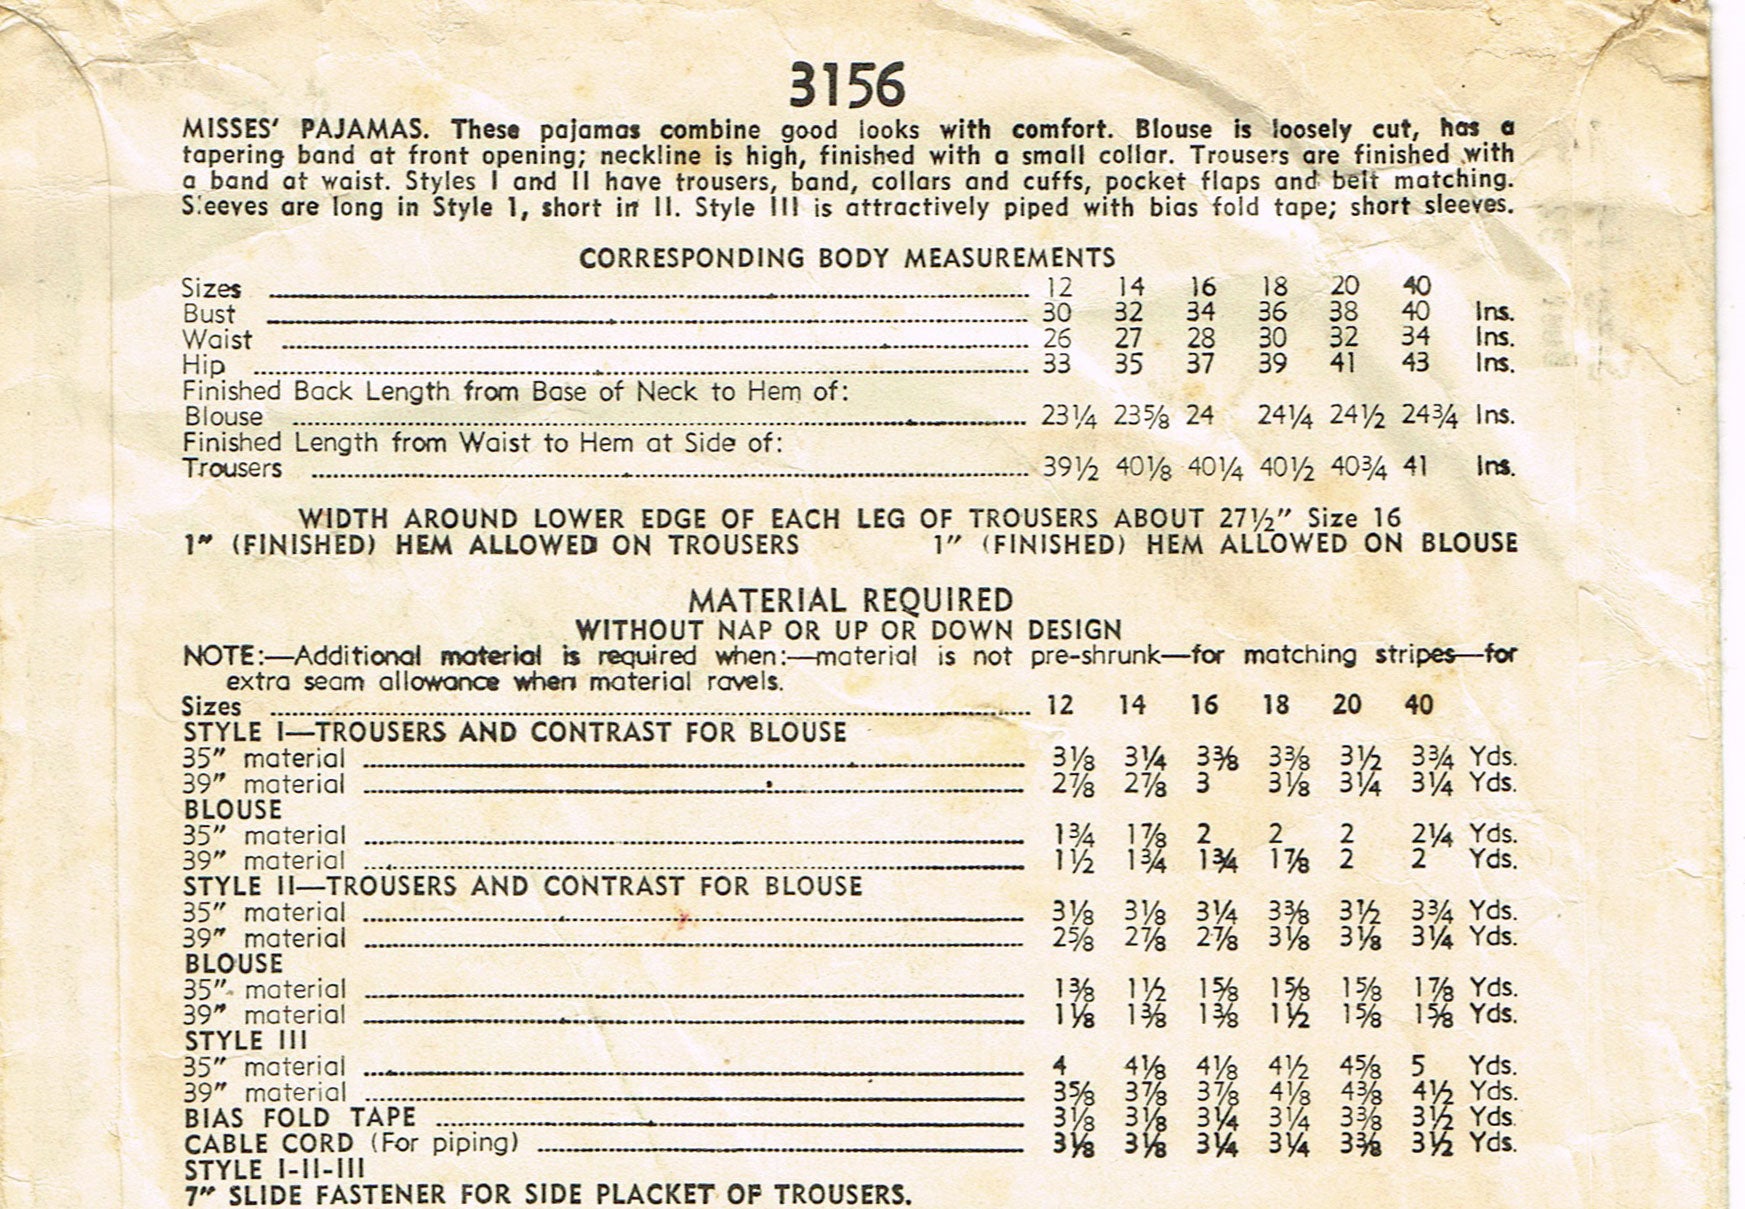 3156
MISSES' PAJAMAS. These pajamas combine good looks with comfort. Blouse is loosely cut, has a
tapering band at front opening; neckline is high, finished with a small collar. Trousers are finished with
a band at waist. Styles I and II have trousers, band, collars and cuffs, pocket flaps and belt matching.
Sleeves are long in Style I, short in II. Style III is attractively piped with bias fold tape; short sleeves.
CORRESPONDING BODY MEASUREMENTS
Sizes 12 14 16 18 20 40
Bust 30 32 34 36 38 40 Ins.
Waist 26 27 28 30 32 34 Ins.
Hip 33 35 37 39 41 43 Ins.
Finished Back Length from Base of Neck to Hem of:
Blouse 23¼ 23⅝ 24 24¼ 24½ 24¾ Ins.
Finished Length from Waist to Hem at Side of:
Trousers 39½ 40⅛ 40¼ 40½ 40¾ 41 Ins.
WIDTH AROUND LOWER EDGE OF EACH LEG OF TROUSERS ABOUT 27½" Size 16
1" (FINISHED) HEM ALLOWED ON TROUSERS 1" (FINISHED) HEM ALLOWED ON BLOUSE
MATERIAL REQUIRED
WITHOUT NAP OR UP OR DOWN DESIGN
NOTE:—Additional material is required when:—material is not pre-shrunk—for matching stripes—for
extra seam allowance when material ravels.
Sizes 12 14 16 18 20 40
STYLE I—TROUSERS AND CONTRAST FOR BLOUSE
35" material 3⅛ 3¼ 3⅜ 3⅜ 3½ 3¾ Yds.
39" material 2⅞ 2⅞ 3 3⅛ 3¼ 3¼ Yds.
BLOUSE
35" material 1¾ 1⅞ 2 2 2 2¼ Yds.
39" material 1½ 1¾ 1¾ 1⅞ 2 2 Yds.
STYLE II—TROUSERS AND CONTRAST FOR BLOUSE
35" material 3⅛ 3⅛ 3¼ 3⅜ 3½ 3¾ Yds.
39" material 2⅝ 2⅞ 2⅞ 3⅛ 3⅛ 3¼ Yds.
BLOUSE
35" material 1⅜ 1½ 1⅝ 1⅝ 1⅝ 1⅞ Yds.
39" material 1⅛ 1⅜ 1⅜ 1½ 1⅝ 1⅝ Yds.
STYLE III
35" material 4 4⅛ 4⅛ 4½ 4⅝ 5 Yds.
39" material 3⅝ 3⅞ 3⅞ 4⅛ 4⅜ 4½ Yds.
BIAS FOLD TAPE 3⅛ 3⅛ 3¼ 3¼ 3⅜ 3½ Yds.
CABLE CORD (For piping) 3⅛ 3⅛ 3¼ 3¼ 3⅜ 3½ Yds.
STYLE I-II-III
7" SLIDE FASTENER FOR SIDE PLACKET OF TROUSERS.